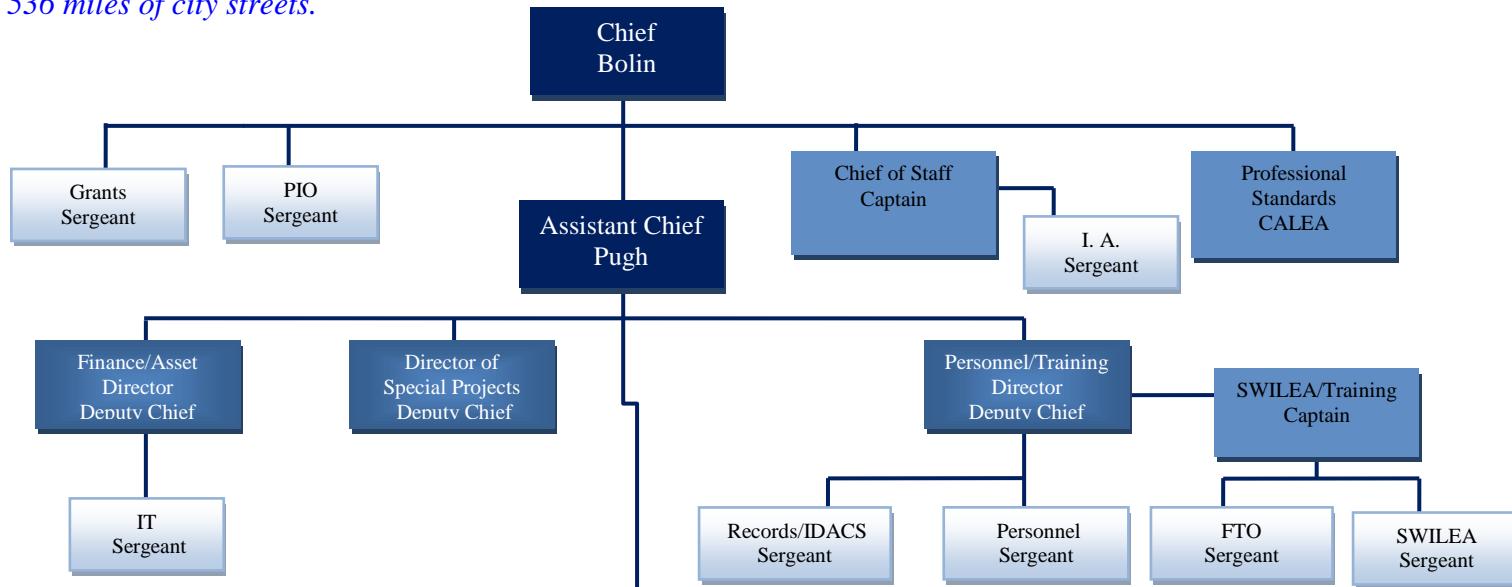 536 miles of city streets.
Chief
Bolin
Grants
Sergeant
PIO
Sergeant
Chief of Staff
Captain
Professional
Standards
CALEA
I. A.
Sergeant
Assistant Chief
Pugh
Finance/Asset
Director
Deputy Chief
Director of
Special Projects
Deputy Chief
Personnel/Training
Director
Deputy Chief
SWILEA/Training
Captain
IT
Sergeant
Records/IDACS
Sergeant
Personnel
Sergeant
FTO
Sergeant
SWILEA
Sergeant